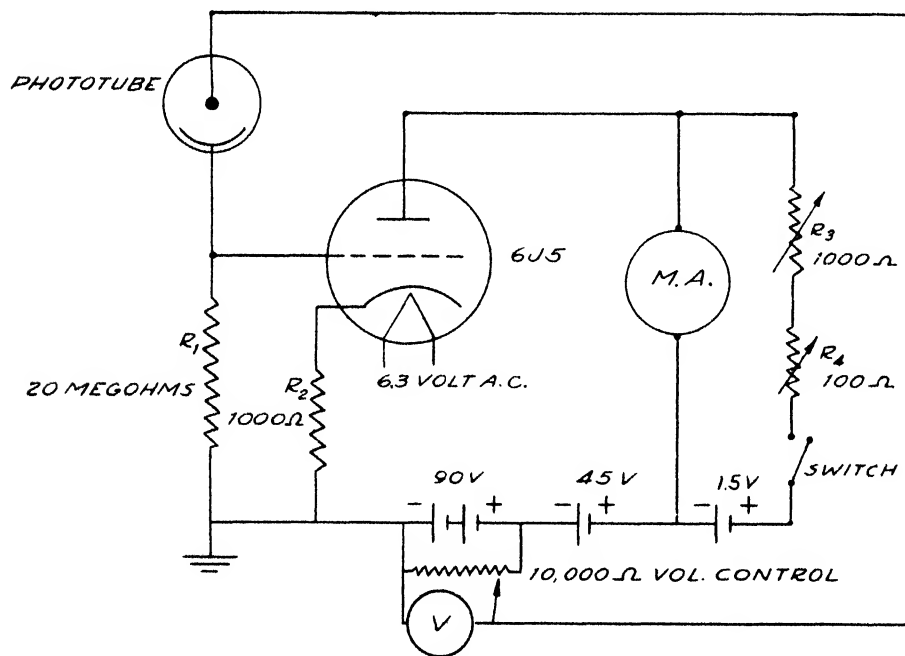 PHOTOTUBE
6J5
M.A.
R3
1000Ω
R1
20 MEGOHMS
R2
1000Ω
6.3 VOLT A.C.
R4
100Ω
SWITCH
- 90V +
- 45V +
- 1.5V +
10,000Ω VOL. CONTROL
V